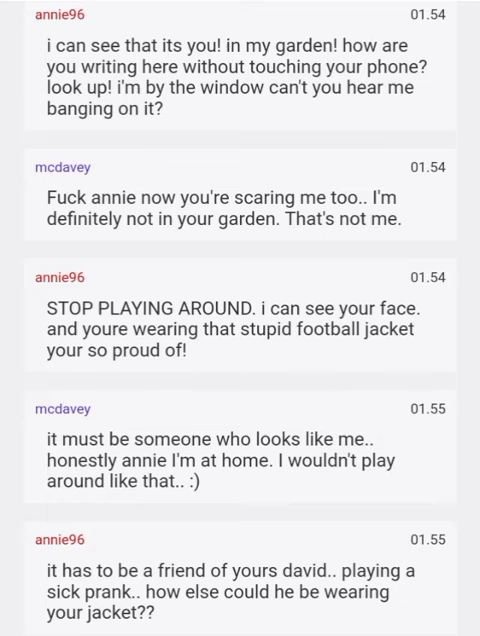 annie96 01.54
i can see that its you! in my garden! how are
you writing here without touching your phone?
look up! i'm by the window can't you hear me
banging on it?
mcdavey 01.54
Fuck annie now you're scaring me too.. I'm
definitely not in your garden. That's not me.
annie96 01.54
STOP PLAYING AROUND. i can see your face.
and youre wearing that stupid football jacket
your so proud of!
mcdavey 01.55
it must be someone who looks like me..
honestly annie I'm at home. I wouldn't play
around like that.. :)
annie96 01.55
it has to be a friend of yours david.. playing a
sick prank.. how else could he be wearing
your jacket??